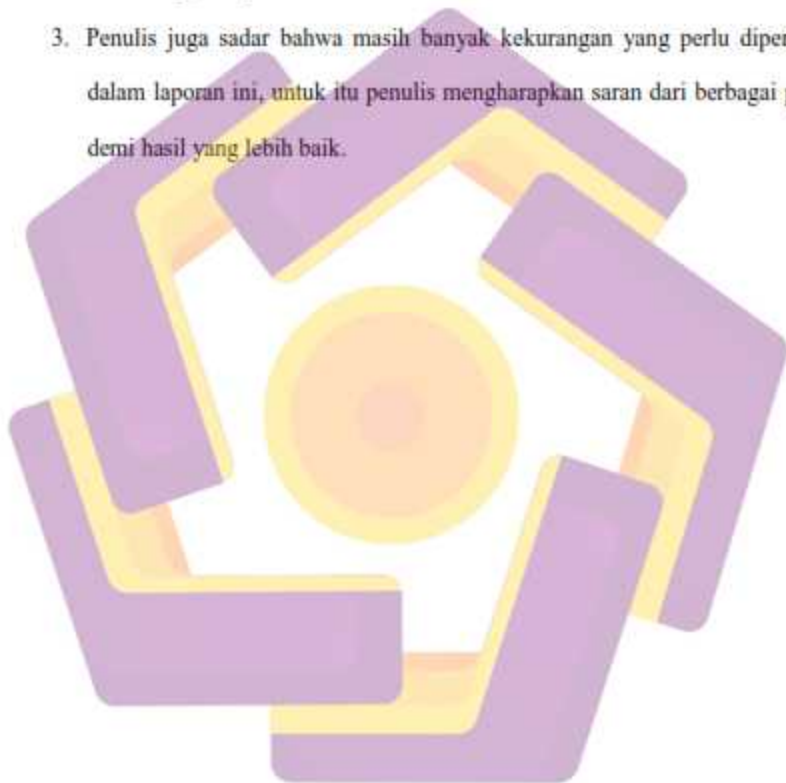 3. Penulis juga sadar bahwa masih banyak kekurangan yang perlu
dalam laporan ini, untuk itu penulis mengharapkan saran dari berbagai
demi hasil yang lebih baik.